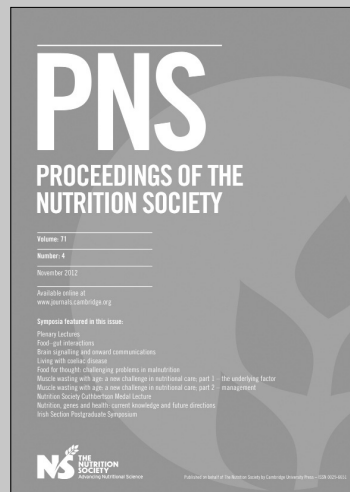 PNS
PROCEEDINGS OF THE
NUTRITION SOCIETY
Volume: 71
Number: 4
November 2012
Available online at
www.journals.cambridge.org
Symposia featured in this issue:
Plenary Lectures
Food–gut interactions
Brain signalling and onward communications
Living with coeliac disease
Food for thought: challenging problems in malnutrition
Muscle wasting with age: a new challenge in nutritional care; part 1 – the underlying factor
Muscle wasting with age: a new challenge in nutritional care; part 2 – management
Nutrition Society Cuthbertson Medal Lecture
Nutrition, genes and health: current knowledge and future directions
Irish Section Postgraduate Symposium
NS THE
NUTRITION
SOCIETY
Advancing Nutritional Science
Published on behalf of The Nutrition Society by Cambridge University Press – ISSN